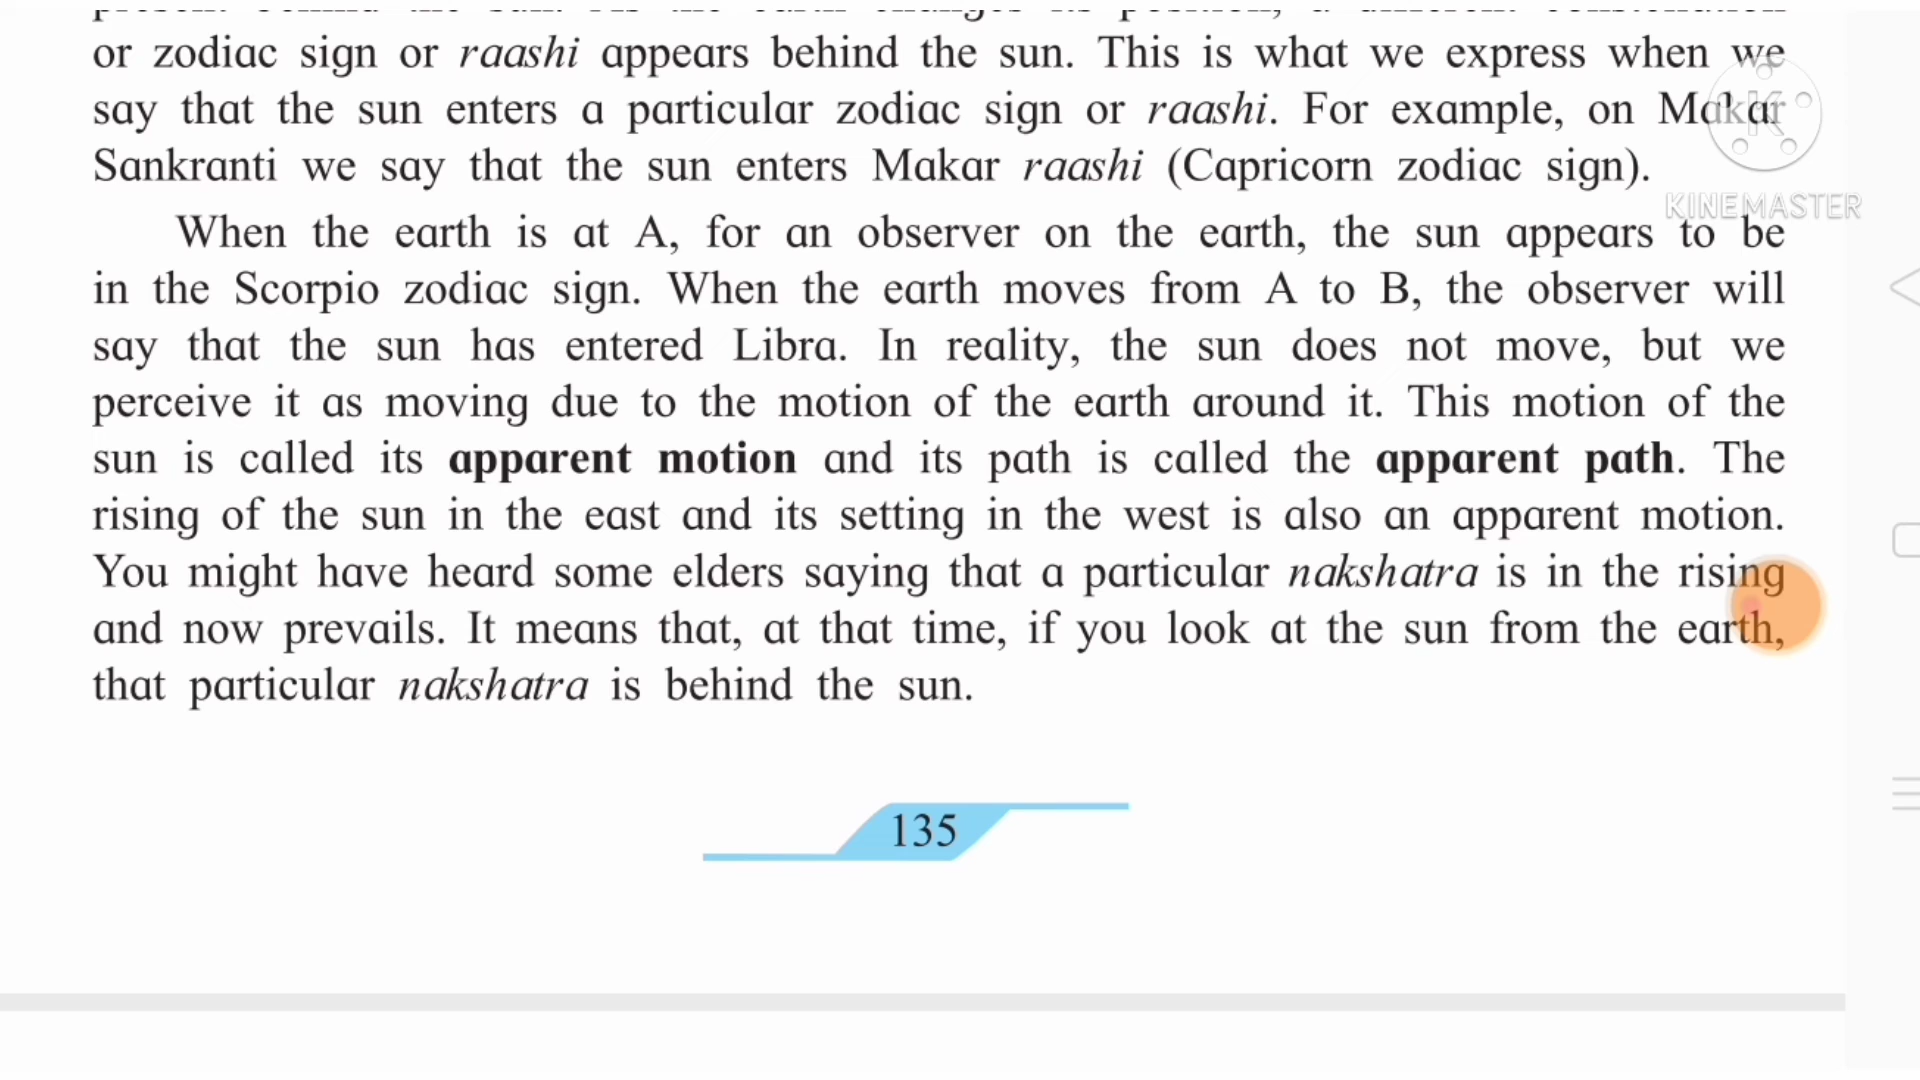 or zodiac sign or raashi appears behind the sun. This is what we express when we
say that the sun enters a particular zodiac sign or raashi. For example, on Makar
Sankranti we say that the sun enters Makar raashi (Capricorn zodiac sign).
KINEMASTER
When the earth is at A, for an observer on the earth, the sun appears to be
in the Scorpio zodiac sign. When the earth moves from A to B, the observer will
say that the sun has entered Libra. In reality, the sun does not move, but we
perceive it as moving due to the motion of the earth around it. This motion of the
sun is called its apparent motion and its path is called the apparent path. The
rising of the sun in the east and its setting in the west is also an apparent motion.
You might have heard some elders saying that a particular nakshatra is in the rising
and now prevails. It means that, at that time, if you look at the sun from the earth,
that particular nakshatra is behind the sun.
135